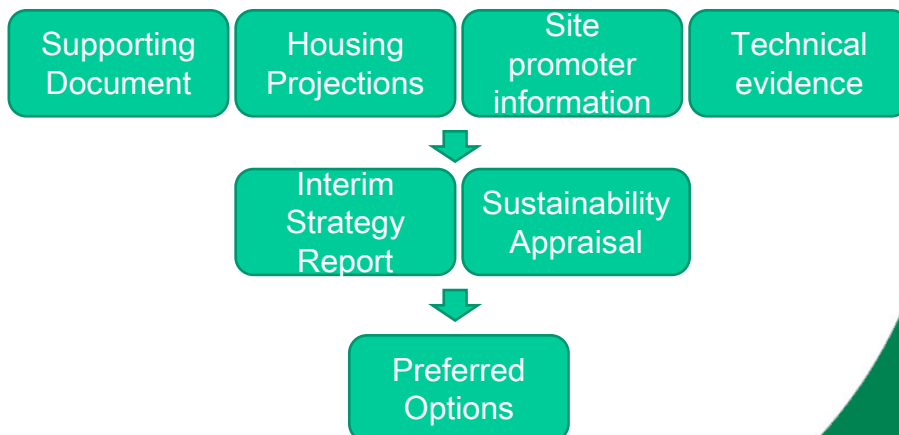 Supporting
Document
Housing
Projections
Site
promoter
information
Technical
evidence
Interim
Strategy
Report
Sustainability
Appraisal
Preferred
Options